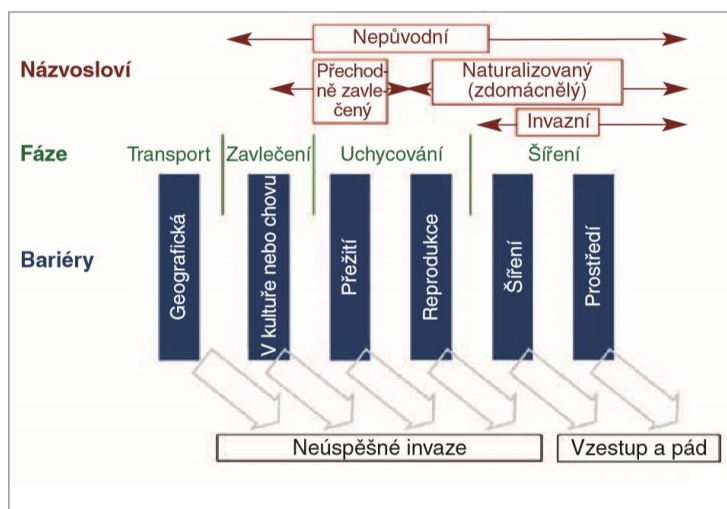 Nepůvodní
Názvosloví
Přechod-
ně zavle-
čený
Naturalizovaný
(zdomácnělý)
Invazní
Fáze
Transport
Zavlečení
Uchycování
Šíření
Bariéry
Geografická
V kultuře nebo chovu
Přežití
Reprodukce
Šíření
Prostředí
Neúspěšné invaze
Vzestup a pád